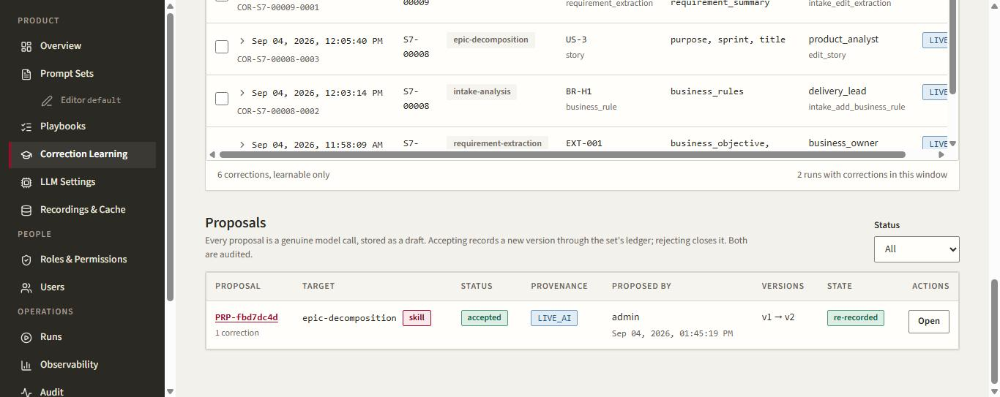 PRODUCT
Overview
Prompt Sets
Editor default
Playbooks
Correction Learning
LLM Settings
Recordings & Cache
PEOPLE
Roles & Permissions
Users
OPERATIONS
Runs
Observability
Audit
COR-S7-00009-0001
00009
requirement_extraction
requirement_summary
intake_edit_extraction
Sep 04, 2026, 12:05:40 PM
COR-S7-00008-0003
S7-
00008
epic-decomposition
US-3
story
purpose, sprint, title
product_analyst
edit_story
LIVE
Sep 04, 2026, 12:03:14 PM
COR-S7-00008-0002
S7-
00008
intake-analysis
BR-H1
business_rule
business_rules
delivery_lead
intake_add_business_rule
LIVE
Sep 04, 2026, 11:58:09 AM
S7-
requirement-extraction
EXT-001
business_objective,
business_owner
LIVE
6 corrections, learnable only
2 runs with corrections in this window
Proposals
Every proposal is a genuine model call, stored as a draft. Accepting records a new version through the set's ledger; rejecting closes it. Both
are audited.
Status
All
PROPOSAL TARGET STATUS PROVENANCE PROPOSED BY VERSIONS STATE ACTIONS
PRP-fbd7dc4d
1 correction
epic-decomposition skill
accepted
LIVE_AI
admin
Sep 04, 2026, 01:45:19 PM
v1 → v2
re-recorded
Open